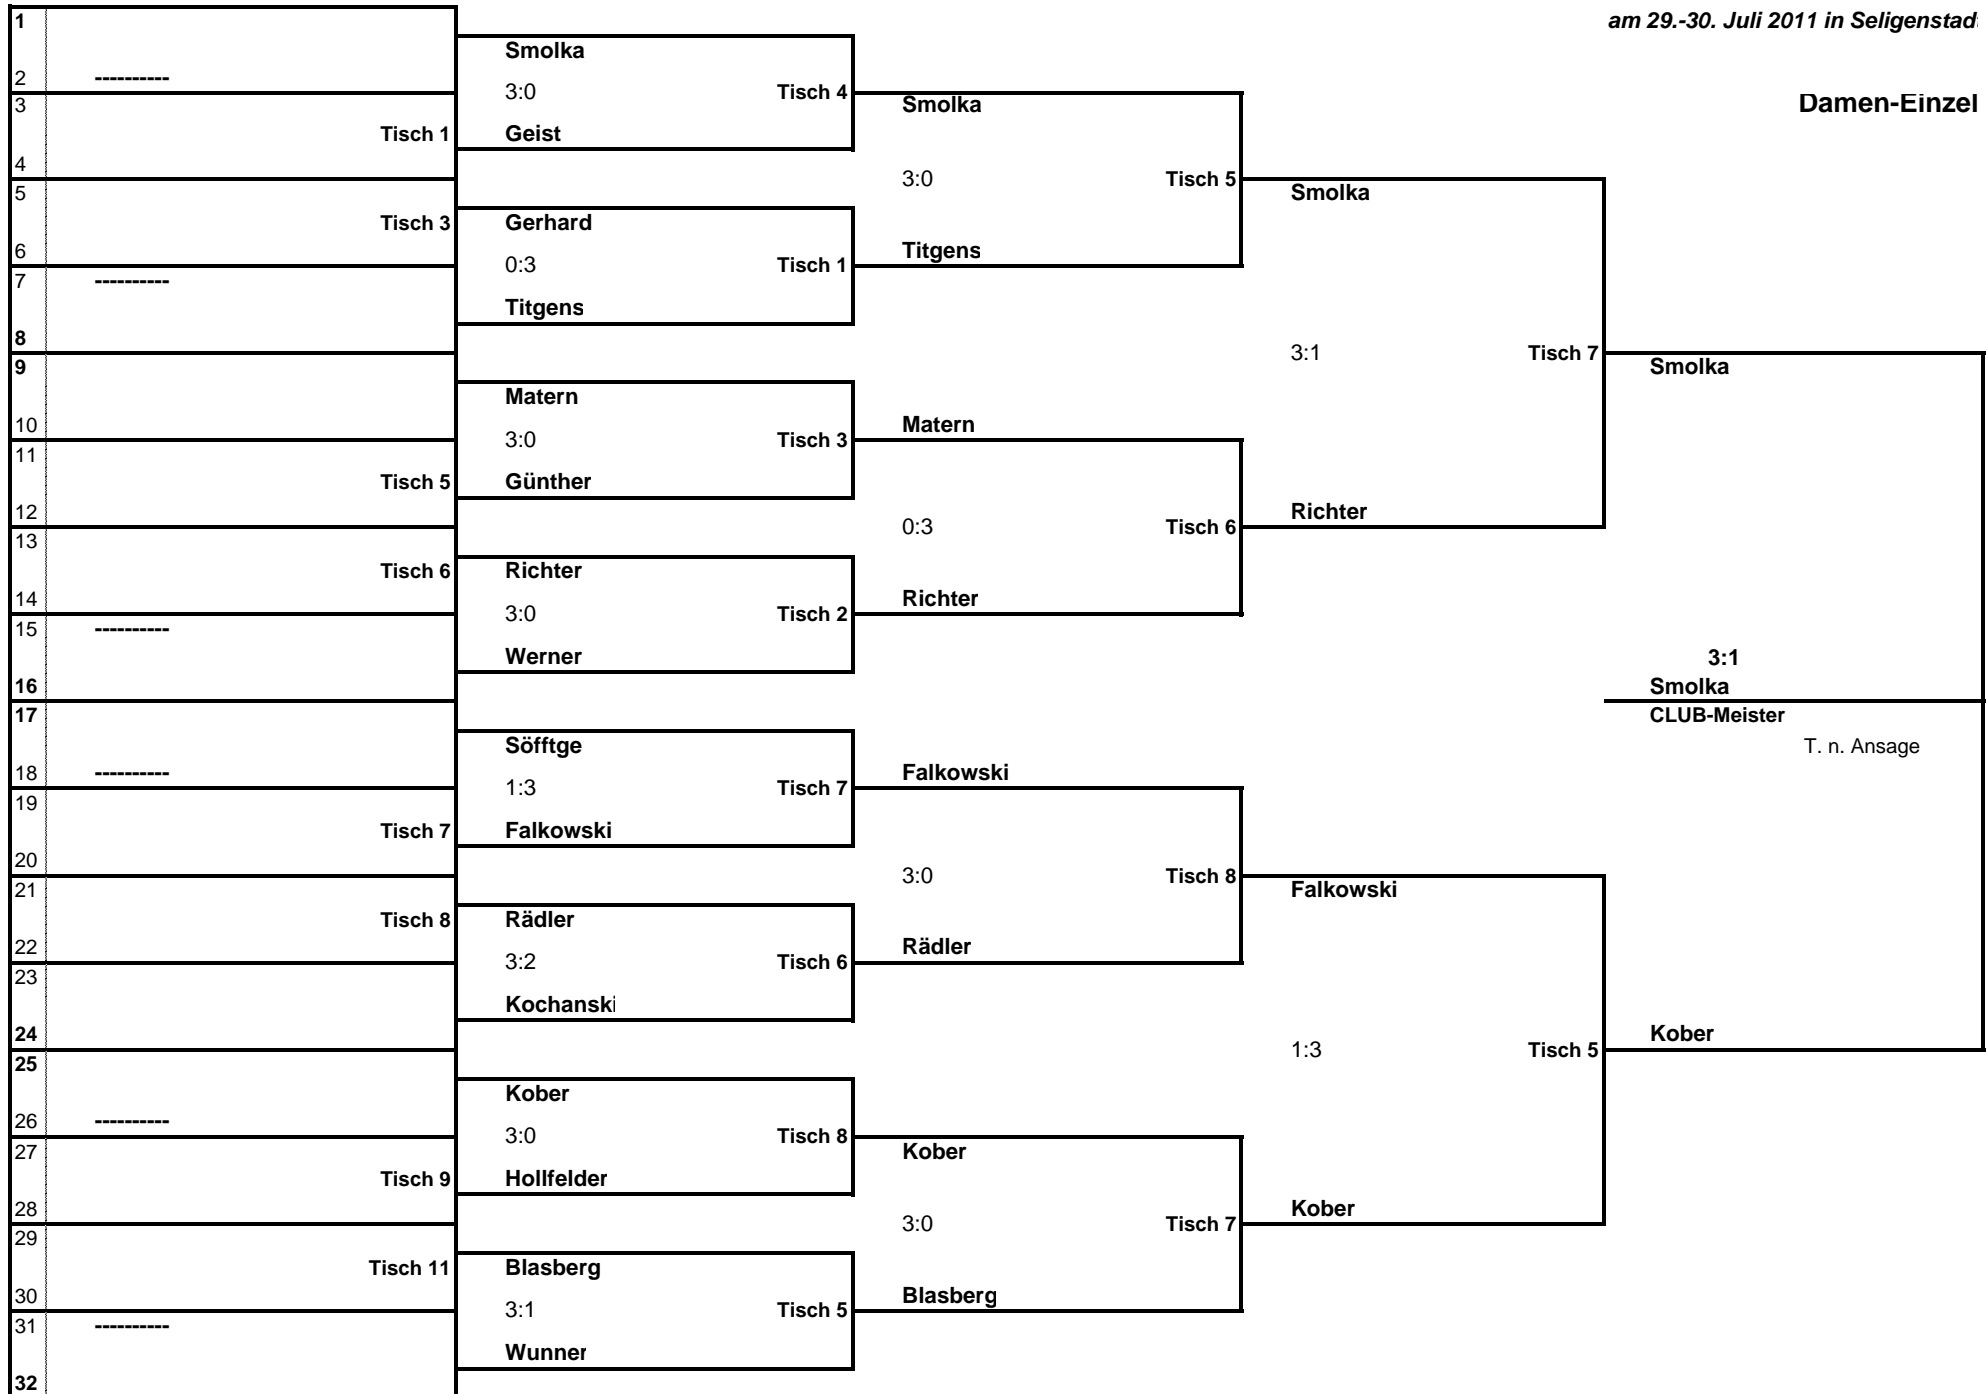 1
am 29.-30. Juli 2011 in Seligenstad
Smolka
2 ----------
3:0 Tisch 4
3
Smolka
Damen-Einzel
Tisch 1 Geist
4
3:0 Tisch 5
5
Smolka
Tisch 3 Gerhard
6
Titgens
0:3 Tisch 1
7 ----------
Titgens
8
3:1 Tisch 7
9
Smolka
Matern
10
Matern
3:0 Tisch 3
11
Tisch 5 Günther
12
Richter
0:3 Tisch 6
13
Tisch 6 Richter
14
Richter
3:0 Tisch 2
15 ----------
Werner
3:1
16
Smolka
17
CLUB-Meister
Söfftge
T. n. Ansage
18 ----------
Falkowski
1:3 Tisch 7
19
Tisch 7 Falkowski
20
3:0 Tisch 8
21
Falkowski
Tisch 8 Rädler
22
Rädler
3:2 Tisch 6
23
Kochanski
24
Kober
1:3 Tisch 5
25
Kober
26 ----------
3:0 Tisch 8
27
Kober
Tisch 9 Hollfelder
28
Kober
3:0 Tisch 7
29
Tisch 11 Blasberg
30
Blasberg
3:1 Tisch 5
31 ----------
Wunner
32